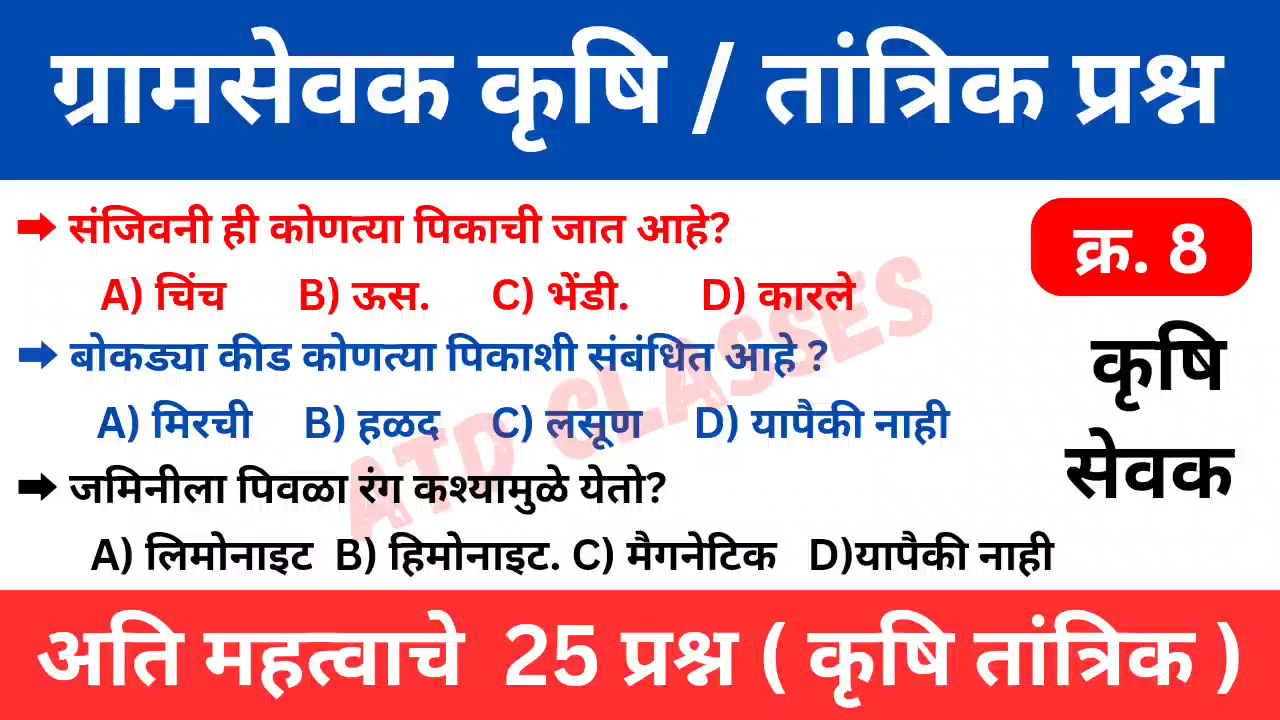 ग्रामसेवक कृषि / तांत्रिक प्रश्न
➡ संजिवनी ही कोणत्या पिकाची जात आहे?
A) चिंच B) ऊस. C) भेंडी. D) कारले
क्र. 8
➡ बोकड्या कीड कोणत्या पिकाशी संबंधित आहे ?
A) मिरची B) हळद C) लसूण D) यापैकी नाही
➡ जमिनीला पिवळा रंग कश्यामुळे येतो?
A) लिमोनाइट B) हिमोनाइट. C) मैगनेटिक D)यापैकी नाही
कृषि
सेवक
ATD CLASSES
अति महत्वाचे 25 प्रश्न ( कृषि तांत्रिक )